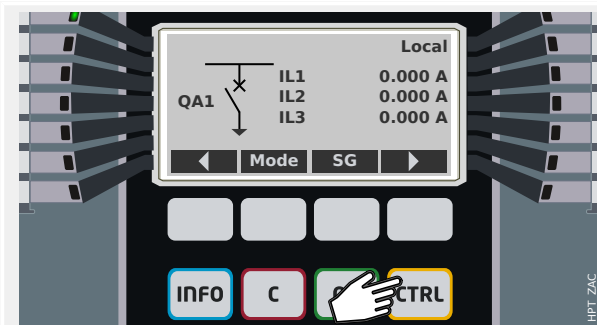 Local
IL1 0.000 A
QA1 IL2 0.000 A
IL3 0.000 A
Mode SG
INFO C CTRL
HPT ZAC